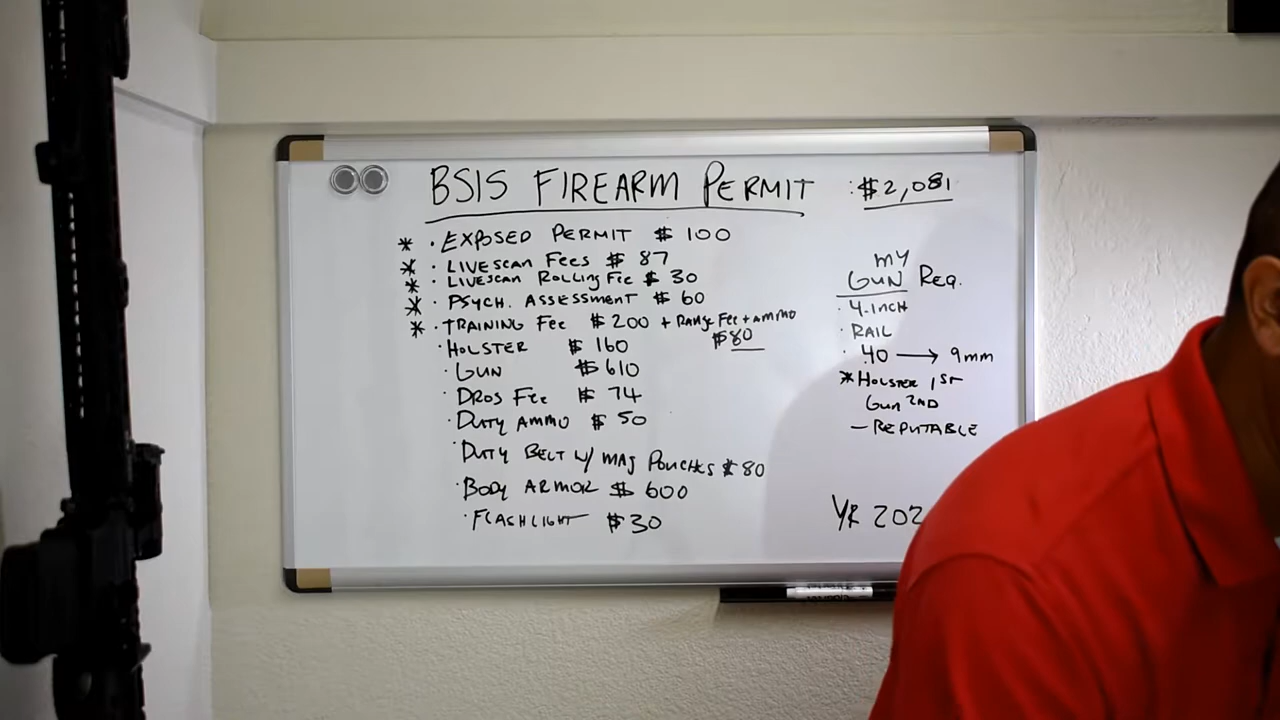 BSIS FIREARM PERMIT : $2,081
* · EXPOSED PERMIT $ 100
* · LIVESCAN FEES $ 87
* · LIVESCAN ROLLING FEE $ 30
* · PSYCH. ASSESSMENT $ 60
* · TRAINING FEE $200 + RANGE FEE + AMMO
$80
· HOLSTER $ 160
· GUN $610
· DROS FEE $ 74
· DUTY AMMO $ 50
· DUTY BELT W/ MAG POUCHES $80
· BODY ARMOR $ 600
· FLASHLIGHT $30
MY
GUN Req.
· 4-INCH
· RAIL
· 40 → 9mm
* HOLSTER 1ST
GUN 2ND
— REPUTABLE
YR 202